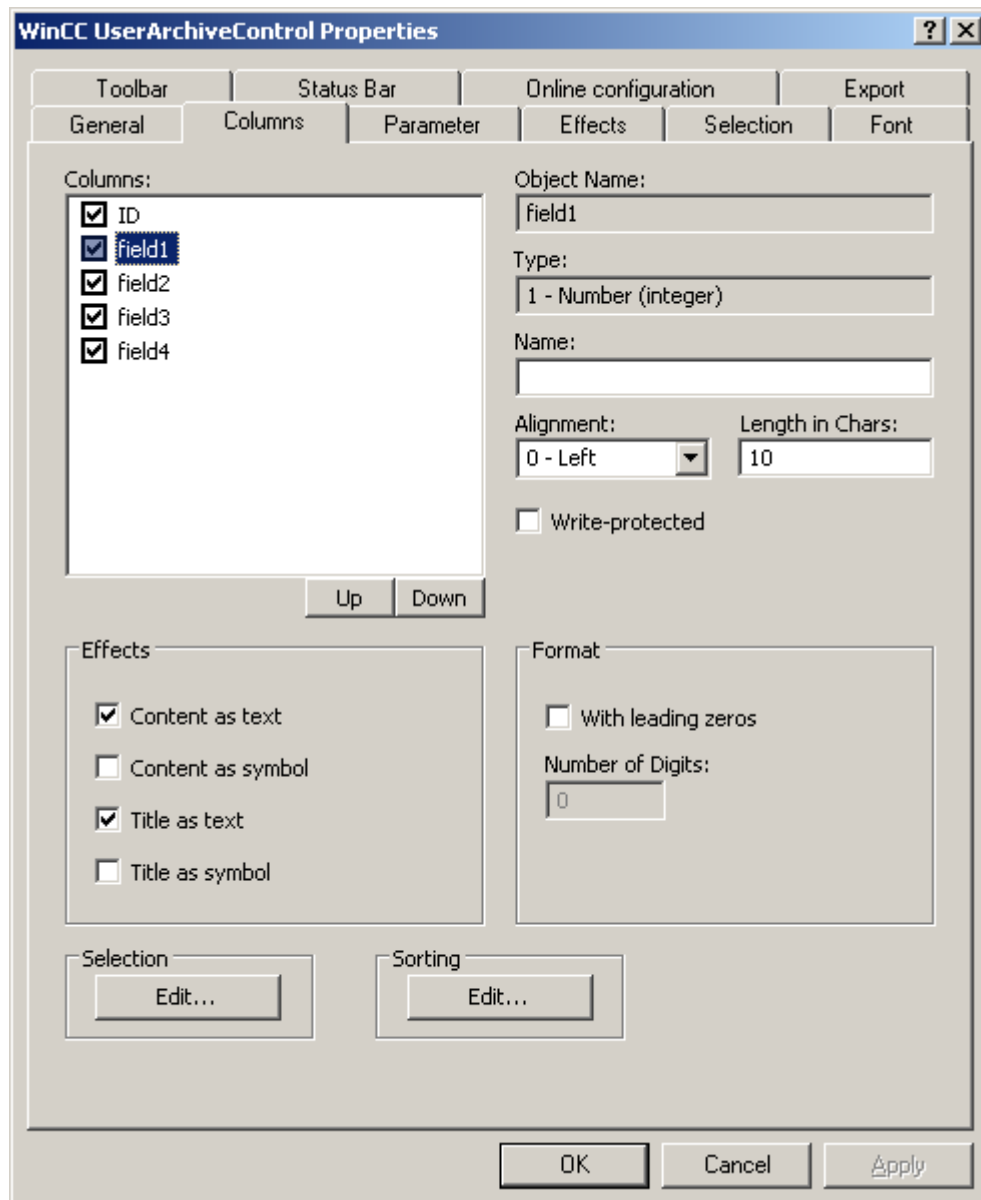 WinCC UserArchiveControl Properties
Toolbar Status Bar Online configuration Export
General Columns Parameter Effects Selection Font
Columns:
ID
field1
field2
field3
field4
Up Down
Object Name:
field1
Type:
1 - Number (integer)
Name:
Alignment: Length in Chars:
0 - Left 10
Write-protected
Effects
Content as text
Content as symbol
Title as text
Title as symbol
Format
With leading zeros
Number of Digits:
0
Selection
Edit...
Sorting
Edit...
OK Cancel Apply